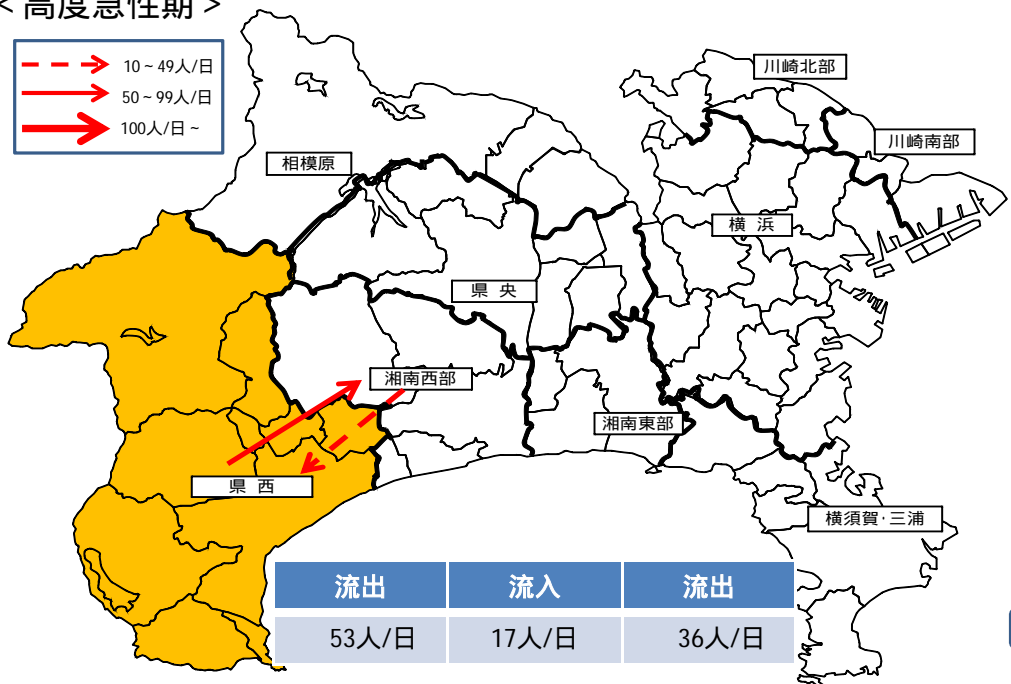 <高度急性期>
10~49人/日
50~99人/日
100人/日~
川崎北部
川崎南部
相模原
横 浜
県 央
湘南西部
湘南東部
県 西
横須賀・三浦
流出 流入 流出
53人/日 17人/日 36人/日